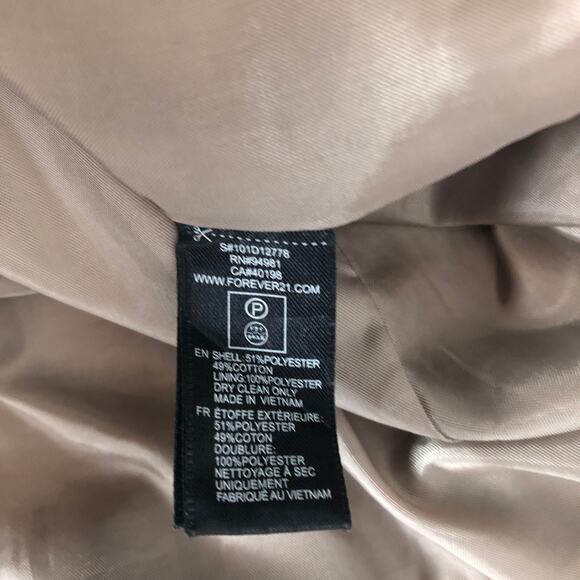 S#101D12778
RN#94981
CA#40198
WWW.FOREVER21.COM
P
EN SHELL:51%POLYESTER
49%COTTON
LINING:100%POLYESTER
DRY CLEAN ONLY
MADE IN VIETNAM
FR ÉTOFFE EXTÉRIEURE:
51%POLYESTER
49%COTON
DOUBLURE:
100%POLYESTER
NETTOYAGE À SEC
UNIQUEMENT
FABRIQUÉ AU VIETNAM